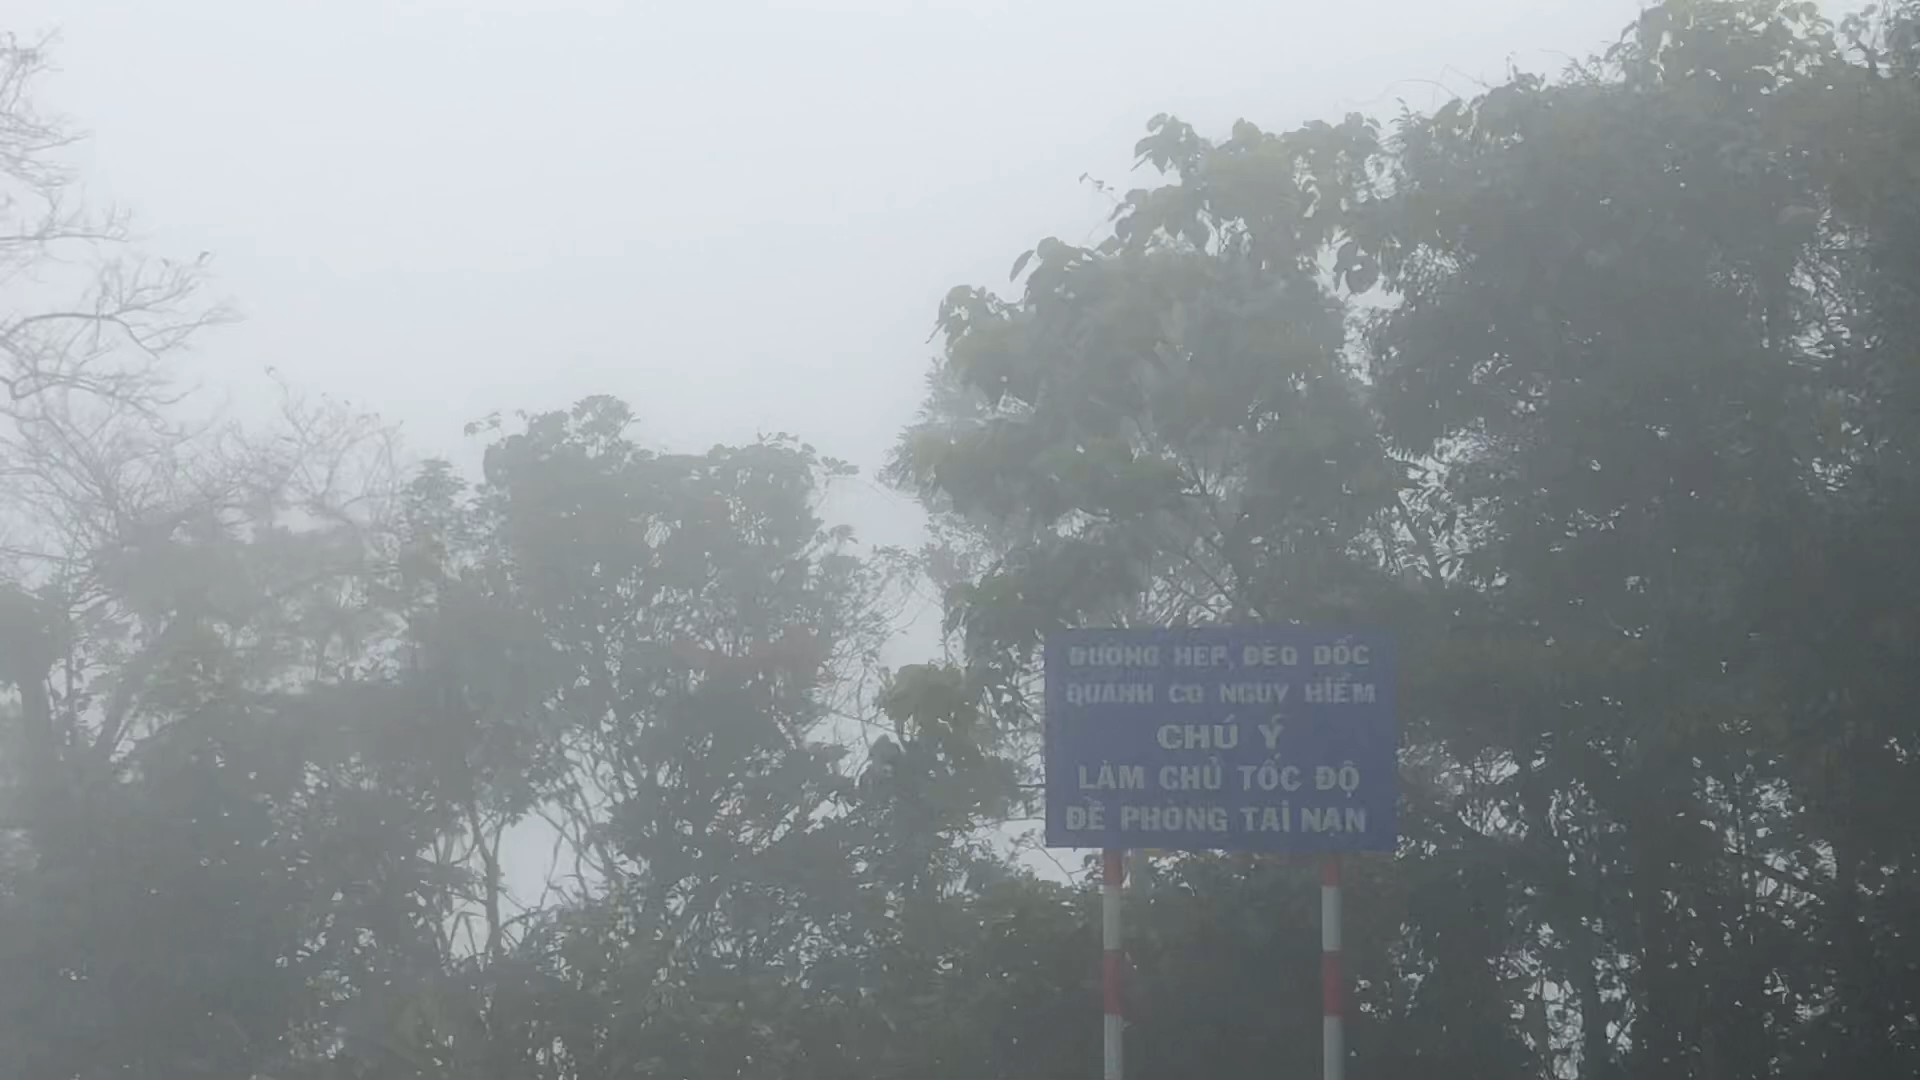 ĐƯỜNG HẸP, ĐÈO DỐC
QUANH CO NGUY HIỂM
CHÚ Ý
LÀM CHỦ TỐC ĐỘ
ĐỀ PHÒNG TAI NẠN